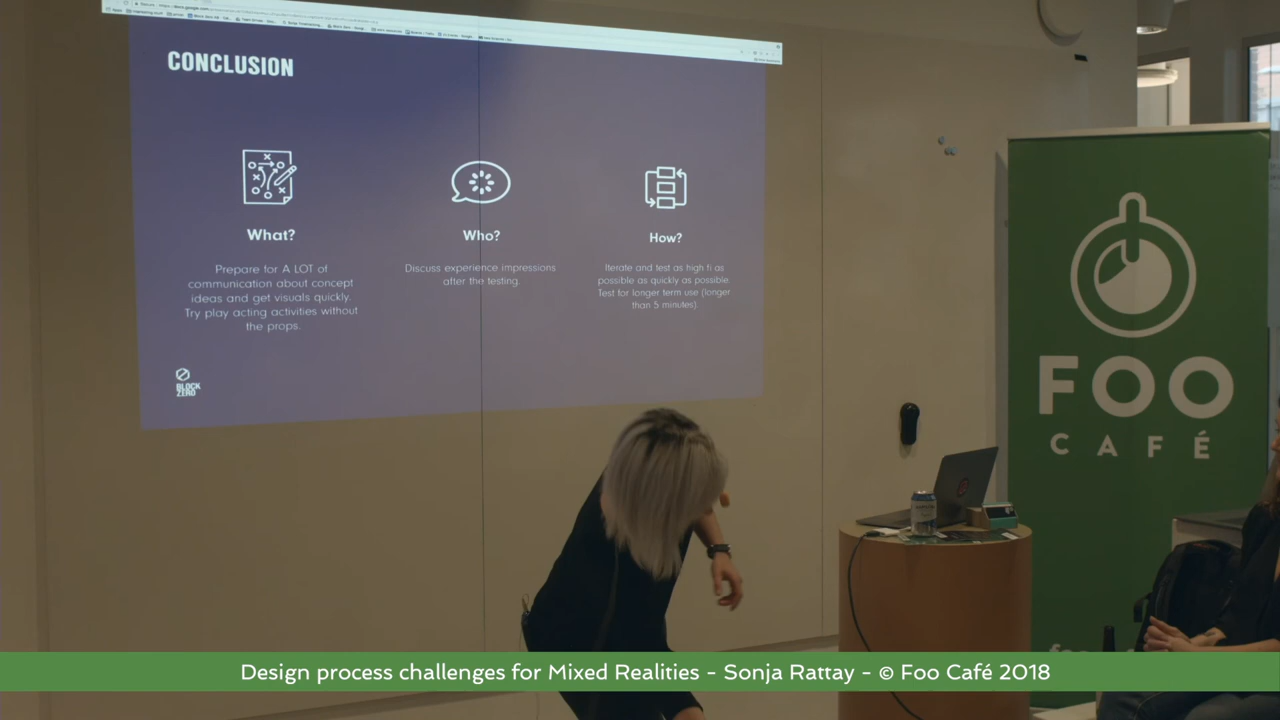 CONCLUSION
What?
Prepare for A LOT of
communication about concept
ideas and get visuals quickly.
Try play acting activities without
the props.
Who?
Discuss experience impressions
after the testing.
How?
Iterate and test as high fi as
possible as quickly as possible.
Test for longer term use (longer
than 5 minutes)
BLOCK
ZERO
FOO
CAFÉ
Design process challenges for Mixed Realities - Sonja Rattay - © Foo Café 2018